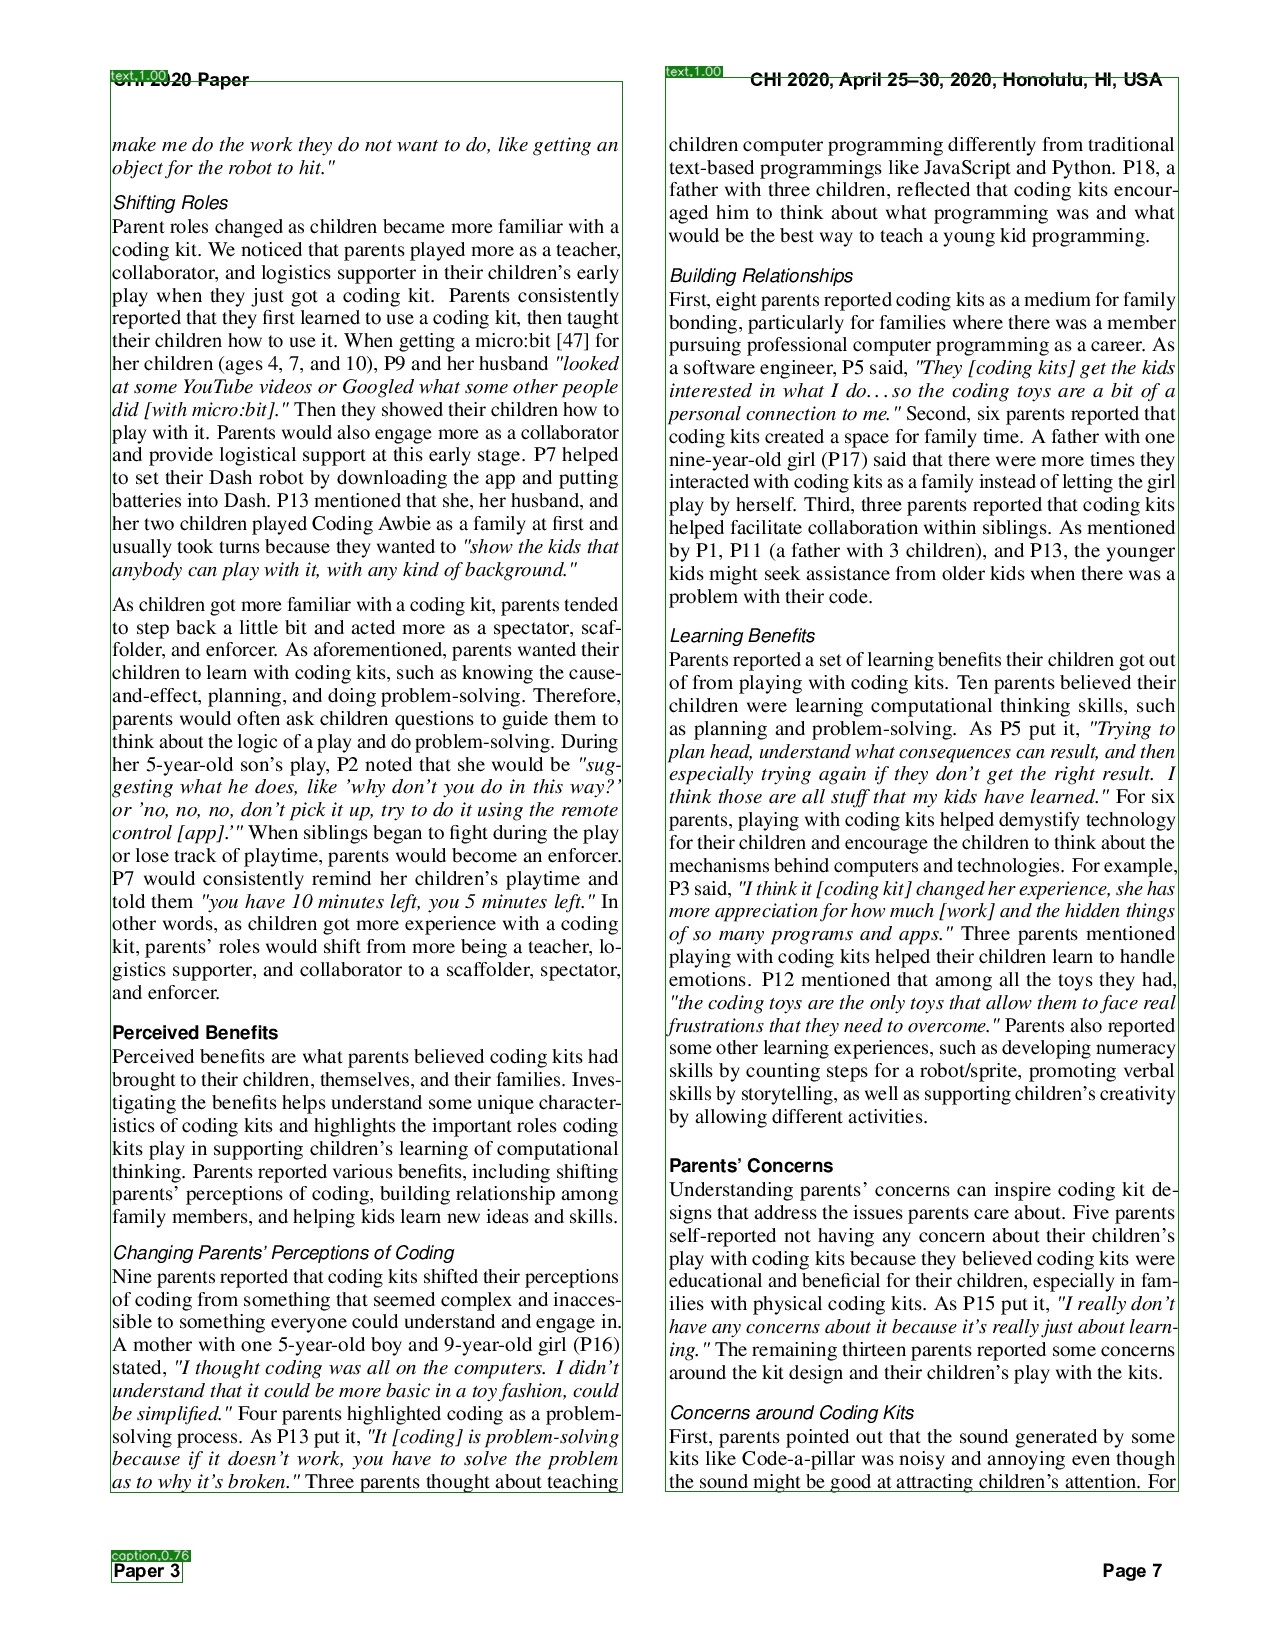 text,1.00
CHI 2020 Paper
text,1.00
CHI 2020, April 25–30, 2020, Honolulu, HI, USA
make me do the work they do not want to do, like getting an
object for the robot to hit."
Shifting Roles
Parent roles changed as children became more familiar with a
coding kit. We noticed that parents played more as a teacher,
collaborator, and logistics supporter in their children’s early
play when they just got a coding kit. Parents consistently
reported that they first learned to use a coding kit, then taught
their children how to use it. When getting a micro:bit [47] for
her children (ages 4, 7, and 10), P9 and her husband "looked
at some YouTube videos or Googled what some other people
did [with micro:bit]." Then they showed their children how to
play with it. Parents would also engage more as a collaborator
and provide logistical support at this early stage. P7 helped
to set their Dash robot by downloading the app and putting
batteries into Dash. P13 mentioned that she, her husband, and
her two children played Coding Awbie as a family at first and
usually took turns because they wanted to "show the kids that
anybody can play with it, with any kind of background."
As children got more familiar with a coding kit, parents tended
to step back a little bit and acted more as a spectator, scaf-
folder, and enforcer. As aforementioned, parents wanted their
children to learn with coding kits, such as knowing the cause-
and-effect, planning, and doing problem-solving. Therefore,
parents would often ask children questions to guide them to
think about the logic of a play and do problem-solving. During
her 5-year-old son’s play, P2 noted that she would be "sug-
gesting what he does, like ’why don’t you do in this way?’
or ’no, no, no, don’t pick it up, try to do it using the remote
control [app].’" When siblings began to fight during the play
or lose track of playtime, parents would become an enforcer.
P7 would consistently remind her children’s playtime and
told them "you have 10 minutes left, you 5 minutes left." In
other words, as children got more experience with a coding
kit, parents’ roles would shift from more being a teacher, lo-
gistics supporter, and collaborator to a scaffolder, spectator,
and enforcer.
Perceived Benefits
Perceived benefits are what parents believed coding kits had
brought to their children, themselves, and their families. Inves-
tigating the benefits helps understand some unique character-
istics of coding kits and highlights the important roles coding
kits play in supporting children’s learning of computational
thinking. Parents reported various benefits, including shifting
parents’ perceptions of coding, building relationship among
family members, and helping kids learn new ideas and skills.
Changing Parents’ Perceptions of Coding
Nine parents reported that coding kits shifted their perceptions
of coding from something that seemed complex and inacces-
sible to something everyone could understand and engage in.
A mother with one 5-year-old boy and 9-year-old girl (P16)
stated, "I thought coding was all on the computers. I didn’t
understand that it could be more basic in a toy fashion, could
be simplified." Four parents highlighted coding as a problem-
solving process. As P13 put it, "It [coding] is problem-solving
because if it doesn’t work, you have to solve the problem
as to why it’s broken." Three parents thought about teaching
children computer programming differently from traditional
text-based programmings like JavaScript and Python. P18, a
father with three children, reflected that coding kits encour-
aged him to think about what programming was and what
would be the best way to teach a young kid programming.
Building Relationships
First, eight parents reported coding kits as a medium for family
bonding, particularly for families where there was a member
pursuing professional computer programming as a career. As
a software engineer, P5 said, "They [coding kits] get the kids
interested in what I do...so the coding toys are a bit of a
personal connection to me." Second, six parents reported that
coding kits created a space for family time. A father with one
nine-year-old girl (P17) said that there were more times they
interacted with coding kits as a family instead of letting the girl
play by herself. Third, three parents reported that coding kits
helped facilitate collaboration within siblings. As mentioned
by P1, P11 (a father with 3 children), and P13, the younger
kids might seek assistance from older kids when there was a
problem with their code.
Learning Benefits
Parents reported a set of learning benefits their children got out
of from playing with coding kits. Ten parents believed their
children were learning computational thinking skills, such
as planning and problem-solving. As P5 put it, "Trying to
plan head, understand what consequences can result, and then
especially trying again if they don’t get the right result. I
think those are all stuff that my kids have learned." For six
parents, playing with coding kits helped demystify technology
for their children and encourage the children to think about the
mechanisms behind computers and technologies. For example,
P3 said, "I think it [coding kit] changed her experience, she has
more appreciation for how much [work] and the hidden things
of so many programs and apps." Three parents mentioned
playing with coding kits helped their children learn to handle
emotions. P12 mentioned that among all the toys they had,
"the coding toys are the only toys that allow them to face real
frustrations that they need to overcome." Parents also reported
some other learning experiences, such as developing numeracy
skills by counting steps for a robot/sprite, promoting verbal
skills by storytelling, as well as supporting children’s creativity
by allowing different activities.
Parents’ Concerns
Understanding parents’ concerns can inspire coding kit de-
signs that address the issues parents care about. Five parents
self-reported not having any concern about their children’s
play with coding kits because they believed coding kits were
educational and beneficial for their children, especially in fam-
ilies with physical coding kits. As P15 put it, "I really don’t
have any concerns about it because it’s really just about learn-
ing." The remaining thirteen parents reported some concerns
around the kit design and their children’s play with the kits.
Concerns around Coding Kits
First, parents pointed out that the sound generated by some
kits like Code-a-pillar was noisy and annoying even though
the sound might be good at attracting children’s attention. For
caption,0.76
Paper 3
Page 7